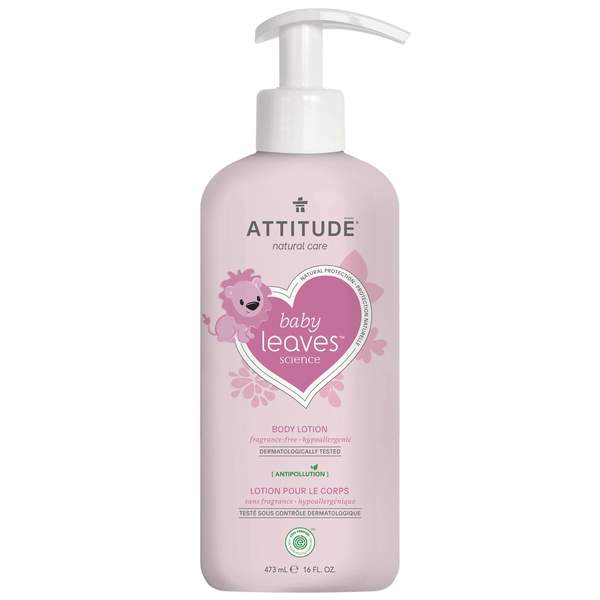 ATTITUDE
natural care
NATURAL PROTECTION • PROTECTION NATURELLE
baby
leaves™
science
BODY LOTION
fragrance-free • hypoallergenic
DERMATOLOGICALLY TESTED
[ ANTIPOLLUTION ]
LOTION POUR LE CORPS
sans fragrance • hypoallergénique
TESTÉ SOUS CONTRÔLE DERMATOLOGIQUE
473 mL ℮ 16 FL. OZ.